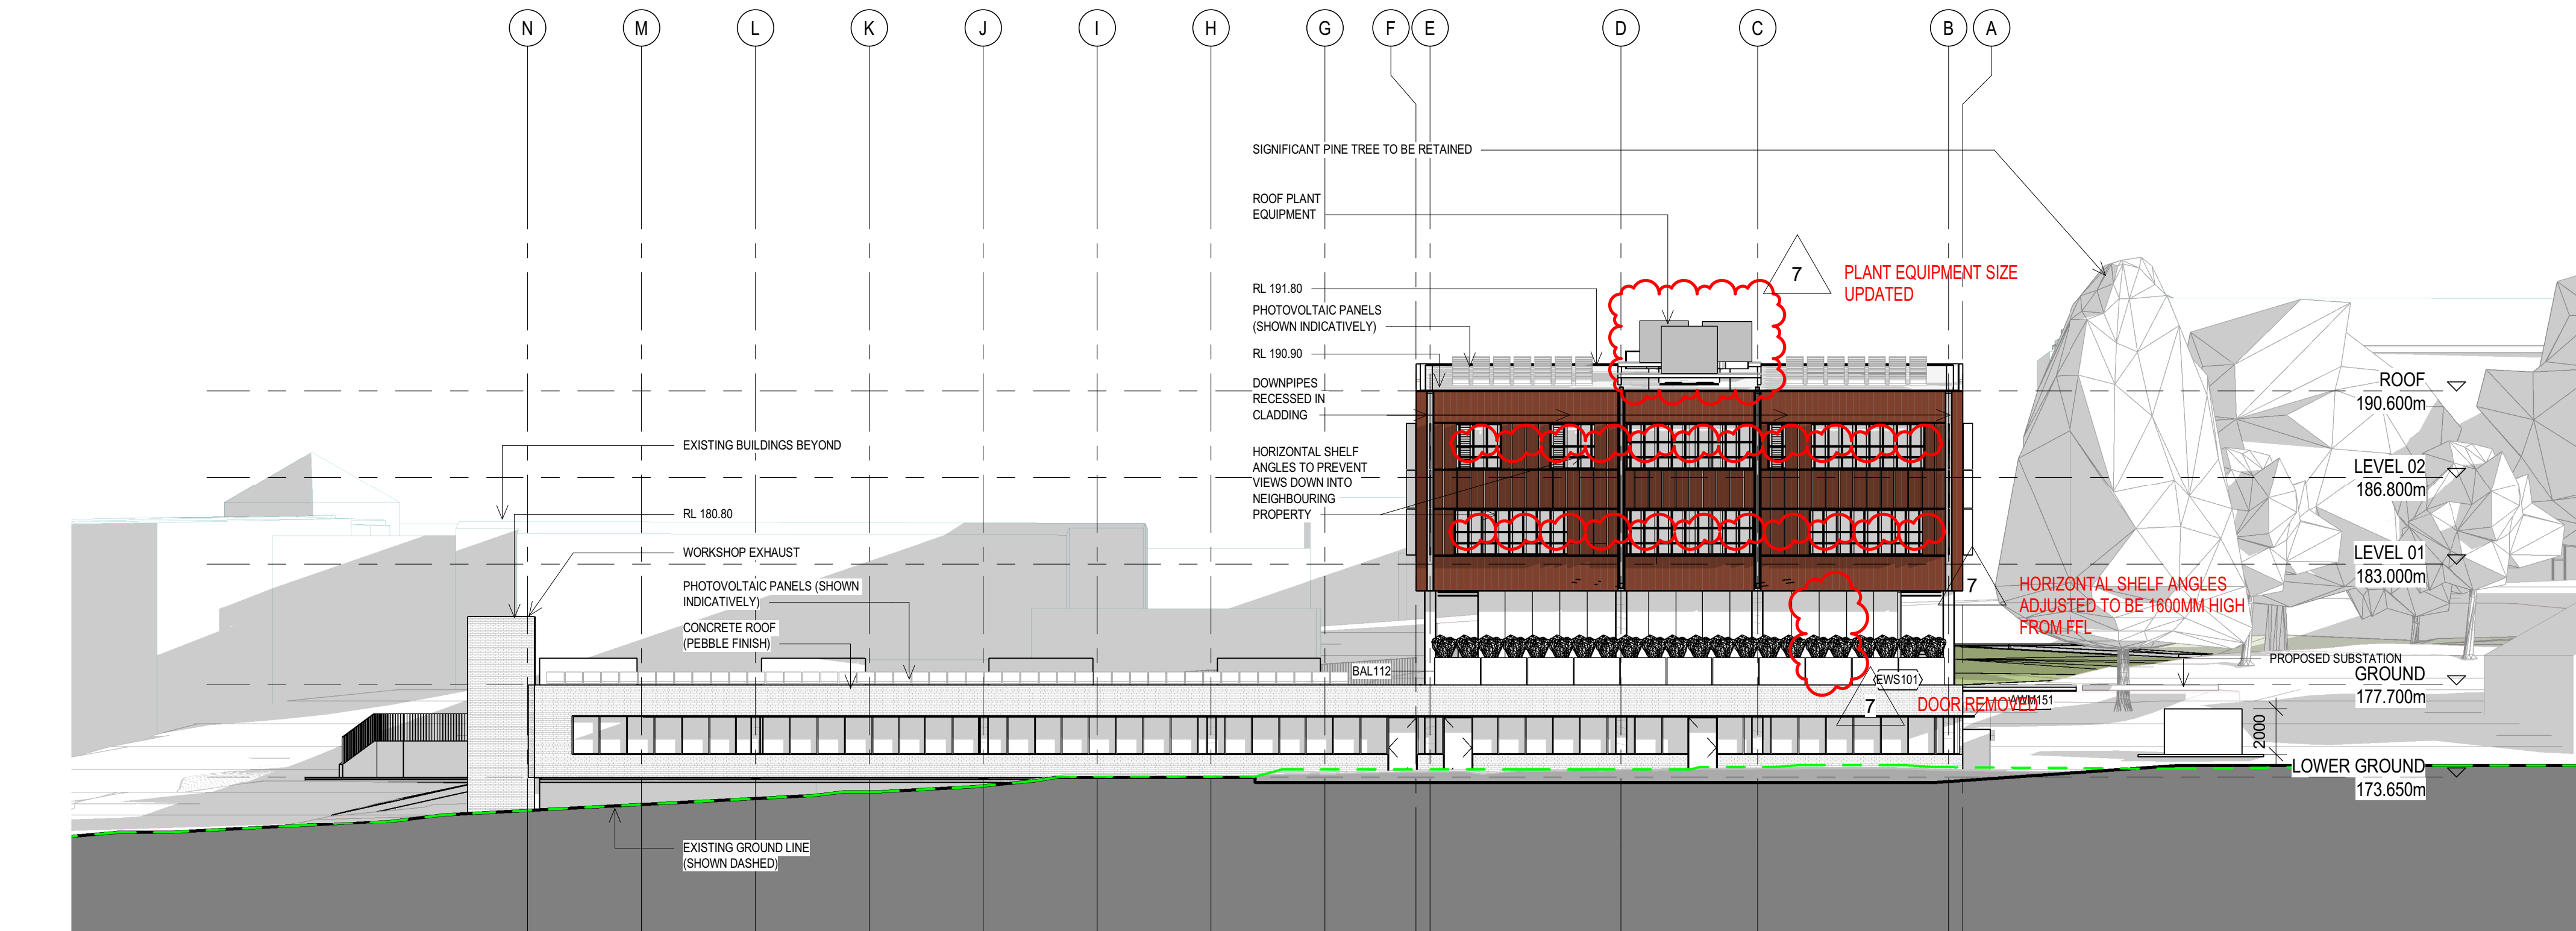 N
M
L
K
J
I
H
G
F
E
D
C
B
A
SIGNIFICANT PINE TREE TO BE RETAINED
ROOF PLANT
EQUIPMENT
7
PLANT EQUIPMENT SIZE
UPDATED
RL 191.80
PHOTOVOLTAIC PANELS
(SHOWN INDICATIVELY)
RL 190.90
DOWNPIPES
RECESSED IN
CLADDING
HORIZONTAL SHELF
ANGLES TO PREVENT
VIEWS DOWN INTO
NEIGHBOURING
PROPERTY
ROOF
190.600m
LEVEL 02
186.800m
LEVEL 01
183.000m
EXISTING BUILDINGS BEYOND
RL 180.80
WORKSHOP EXHAUST
PHOTOVOLTAIC PANELS (SHOWN
INDICATIVELY)
CONCRETE ROOF
(PEBBLE FINISH)
7
HORIZONTAL SHELF ANGLES
ADJUSTED TO BE 1600MM HIGH
FROM FFL
PROPOSED SUBSTATION
GROUND
177.700m
BAL112
EWS101
7
DOOR REMOVED
AWM151
2000
LOWER GROUND
173.650m
EXISTING GROUND LINE
(SHOWN DASHED)